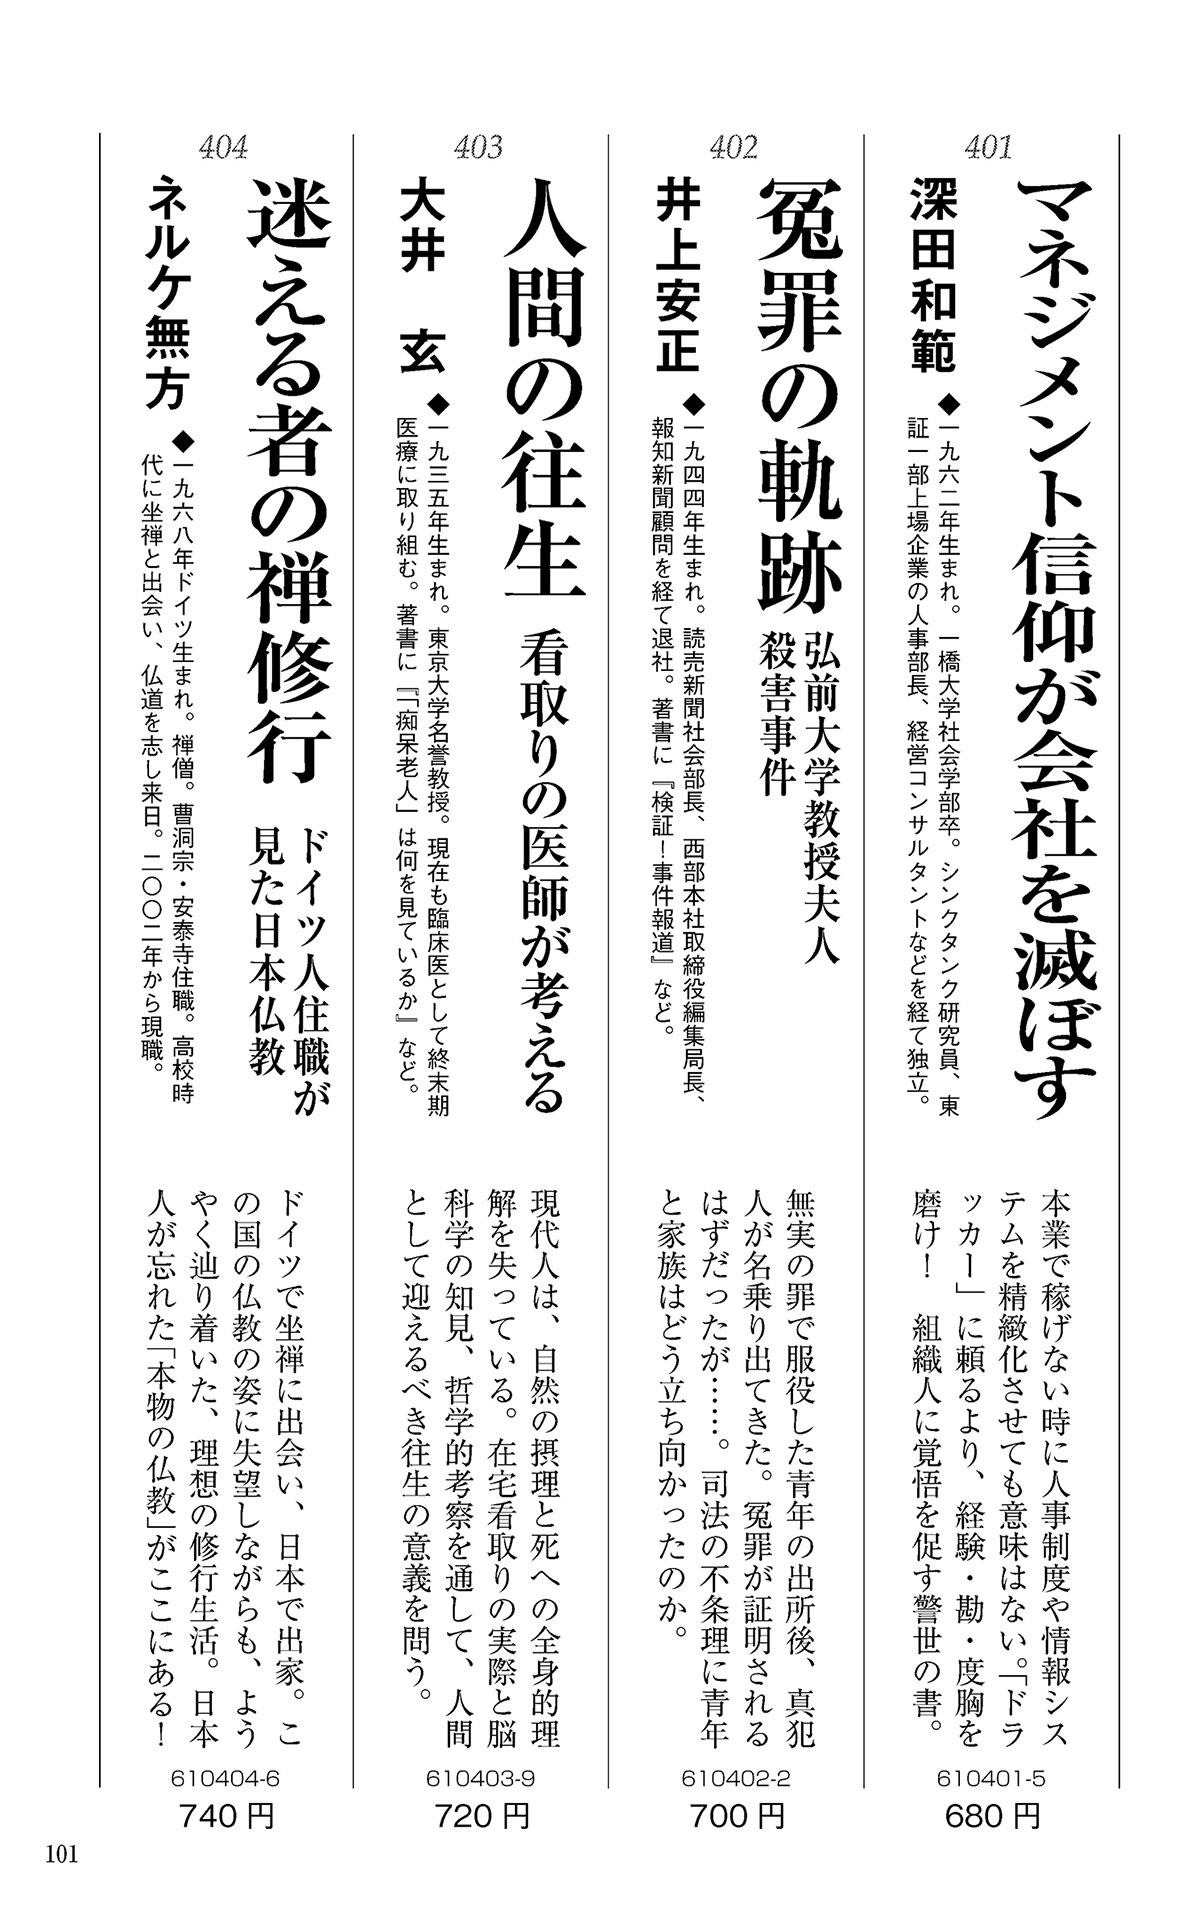 401
マネジメント信仰が会社を滅ぼす
深田和範
◆一九六二年生まれ。一橋大学社会学部卒。シンクタンク研究員、東
証一部上場企業の人事部長、経営コンサルタントなどを経て独立。
本業で稼げない時に人事制度や情報シス
テムを精緻化させても意味はない。「ドラ
ッカー」に頼るより、経験・勘・度胸を
磨け！　組織人に覚悟を促す警世の書。
610401-5
680円
402
冤罪の軌跡
弘前大学教授夫人
殺害事件
井上安正
◆一九四四年生まれ。読売新聞社会部長、西部本社取締役編集局長、
報知新聞顧問を経て退社。著書に『検証！事件報道』など。
無実の罪で服役した青年の出所後、真犯
人が名乗り出てきた。冤罪が証明される
はずだったが……。司法の不条理に青年
と家族はどう立ち向かったのか。
610402-2
700円
403
人間の往生
看取りの医師が考える
大井　玄
◆一九三五年生まれ。東京大学名誉教授。現在も臨床医として終末期
医療に取り組む。著書に『「痴呆老人」は何を見ているか』など。
現代人は、自然の摂理と死への全身的理
解を失っている。在宅看取りの実際と脳
科学の知見、哲学的考察を通して、人間
として迎えるべき往生の意義を問う。
610403-9
720円
404
迷える者の禅修行
ドイツ人住職が
見た日本仏教
ネルケ無方
◆一九六八年ドイツ生まれ。禅僧。曹洞宗・安泰寺住職。高校時
代に坐禅と出会い、仏道を志し来日。二〇〇二年から現職。
ドイツで坐禅に出会い、日本で出家。こ
の国の仏教の姿に失望しながらも、よう
やく辿り着いた、理想の修行生活。日本
人が忘れた「本物の仏教」がここにある！
610404-6
740円
101